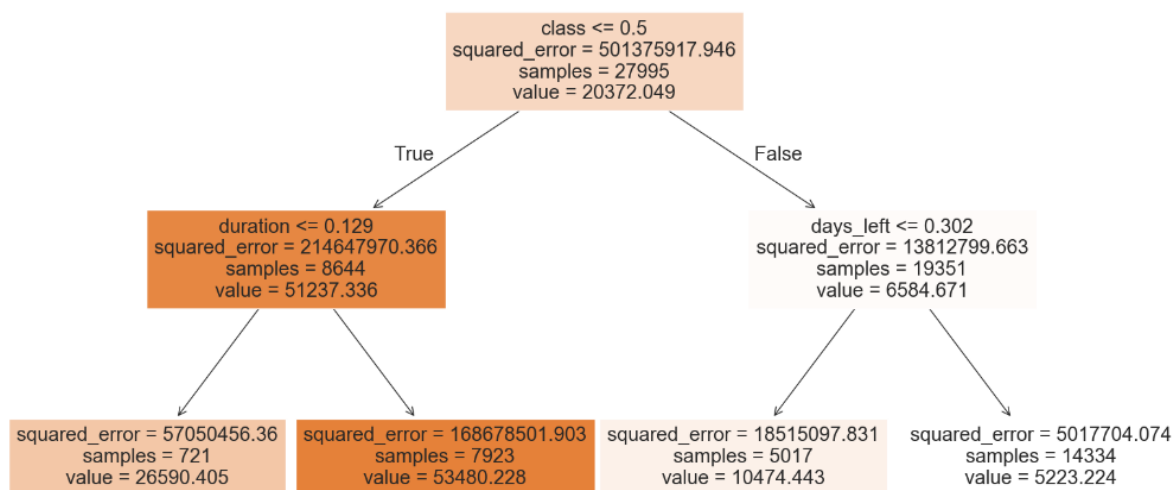 class <= 0.5
squared_error = 501375917.946
samples = 27995
value = 20372.049
True
False
duration <= 0.129
squared_error = 214647970.366
samples = 8644
value = 51237.336
days_left <= 0.302
squared_error = 13812799.663
samples = 19351
value = 6584.671
squared_error = 57050456.36
samples = 721
value = 26590.405
squared_error = 168678501.903
samples = 7923
value = 53480.228
squared_error = 18515097.831
samples = 5017
value = 10474.443
squared_error = 5017704.074
samples = 14334
value = 5223.224